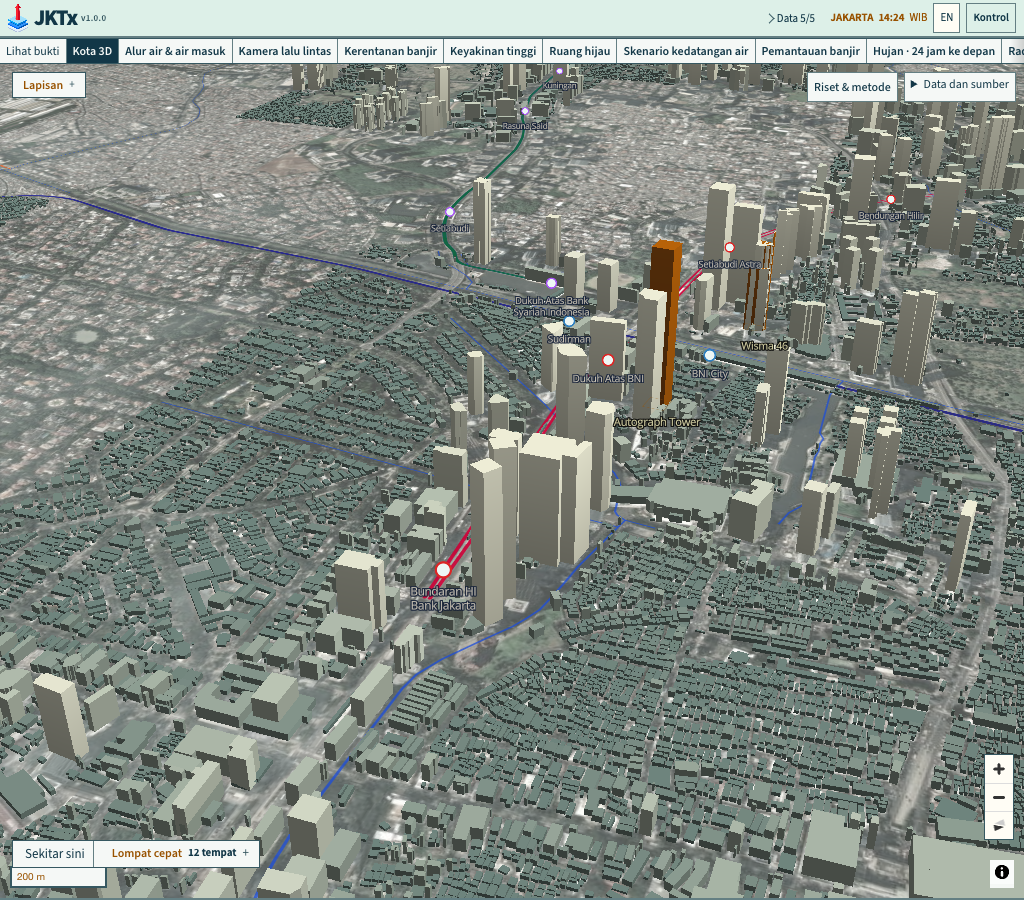 JKTx v1.0.0
Data 5/5
JAKARTA 14:24 WIB
EN
Kontrol
Lihat bukti
Kota 3D
Alur air & air masuk
Kamera lalu lintas
Kerentanan banjir
Keyakinan tinggi
Ruang hijau
Skenario kedatangan air
Pemantauan banjir
Hujan · 24 jam ke depan
Lapisan +
Riset & metode
Data dan sumber
Kuningan
Rasuna Said
Setiabudi
Bendungan Hilir
Setiabudi Astra
Dukuh Atas Bank
Syariah Indonesia
Sudirman
Wisma 46
BNI City
Dukuh Atas BNI
Autograph Tower
Bundaran HI
Bank Jakarta
Sekitar sini
Lompat cepat 12 tempat +
200 m